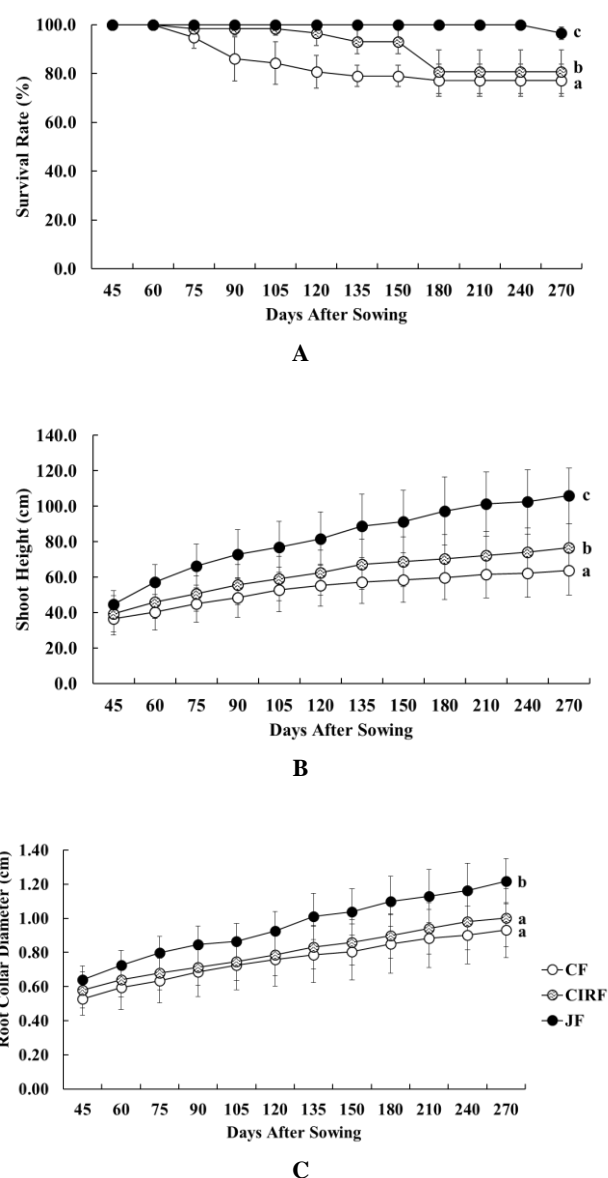 100.0
80.0
60.0
40.0
20.0
0.0
Survival Rate (%)
c
b
a
45 60 75 90 105 120 135 150 180 210 240 270
Days After Sowing
A
140.0
120.0
100.0
80.0
60.0
40.0
20.0
0.0
Shoot Height (cm)
c
b
a
45 60 75 90 105 120 135 150 180 210 240 270
Days After Sowing
B
1.40
1.20
1.00
0.80
0.60
0.40
0.20
0.00
Root Collar Diameter (cm)
b
a
a
CF
CIRF
JF
45 60 75 90 105 120 135 150 180 210 240 270
Days After Sowing
C